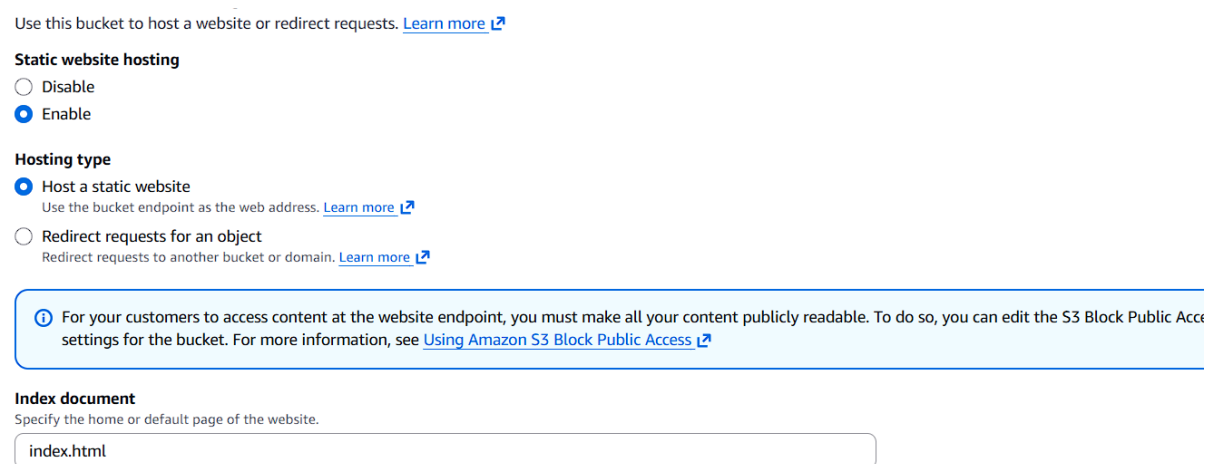 Use this bucket to host a website or redirect requests. Learn more
Static website hosting
Disable
Enable
Hosting type
Host a static website
Use the bucket endpoint as the web address. Learn more
Redirect requests for an object
Redirect requests to another bucket or domain. Learn more
For your customers to access content at the website endpoint, you must make all your content publicly readable. To do so, you can edit the S3 Block Public Acce
settings for the bucket. For more information, see Using Amazon S3 Block Public Access
Index document
Specify the home or default page of the website.
index.html